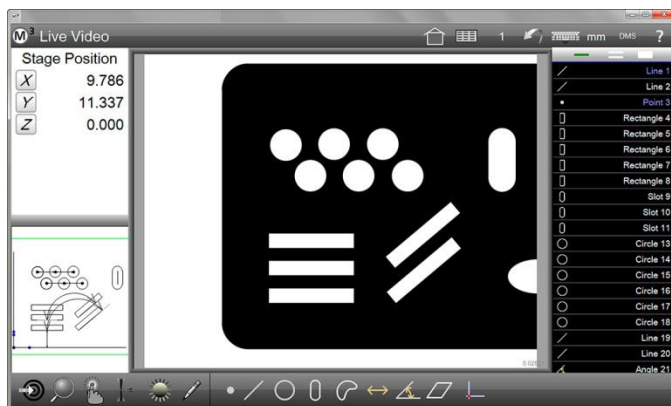 M3 Live Video
1 mm DMS ?
Stage Position
X 9.786
Y 11.337
Z 0.000
Line 1
Line 2
Point 3
Rectangle 4
Rectangle 5
Rectangle 6
Rectangle 7
Rectangle 8
Slot 9
Slot 10
Slot 11
Circle 13
Circle 14
Circle 15
Circle 16
Circle 17
Circle 18
Line 19
Line 20
Angle 21